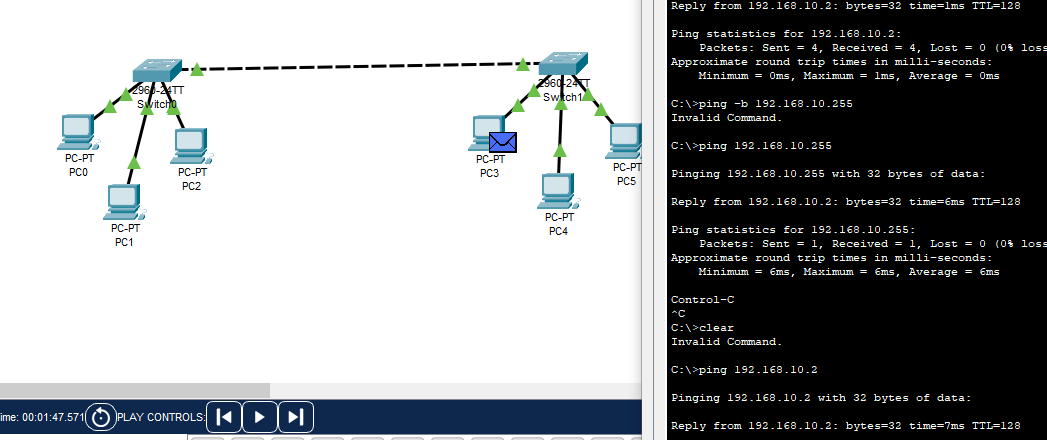 2960-24TT
Switch0
PC-PT
PC0
PC-PT
PC2
PC-PT
PC1
2960-24TT
Switch1
PC-PT
PC3
PC-PT
PC5
PC-PT
PC4
ime: 00:01:47.571
PLAY CONTROLS:
Reply from 192.168.10.2: bytes=32 time=1ms TTL=128
Ping statistics for 192.168.10.2:
Packets: Sent = 4, Received = 4, Lost = 0 (0% loss
Approximate round trip times in milli-seconds:
Minimum = 0ms, Maximum = 1ms, Average = 0ms
C:\>ping -b 192.168.10.255
Invalid Command.
C:\>ping 192.168.10.255
Pinging 192.168.10.255 with 32 bytes of data:
Reply from 192.168.10.2: bytes=32 time=6ms TTL=128
Ping statistics for 192.168.10.255:
Packets: Sent = 1, Received = 1, Lost = 0 (0% loss
Approximate round trip times in milli-seconds:
Minimum = 6ms, Maximum = 6ms, Average = 6ms
Control-C
^C
C:\>clear
Invalid Command.
C:\>ping 192.168.10.2
Pinging 192.168.10.2 with 32 bytes of data:
Reply from 192.168.10.2: bytes=32 time=7ms TTL=128